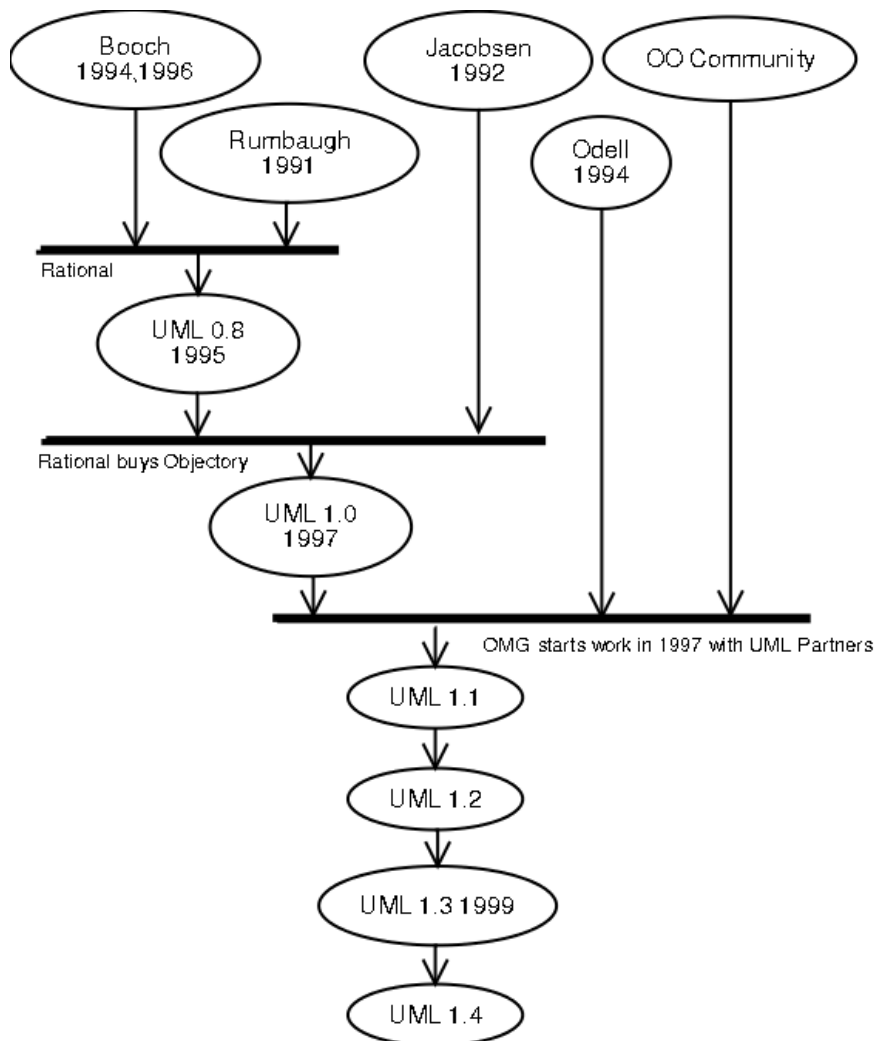 Booch
1994,1996
Jacobsen
1992
OO Community
Rumbaugh
1991
Odell
1994
Rational
UML 0.8
1995
Rational buys Objectory
UML 1.0
1997
OMG starts work in 1997 with UML Partners
UML 1.1
UML 1.2
UML 1.3 1999
UML 1.4